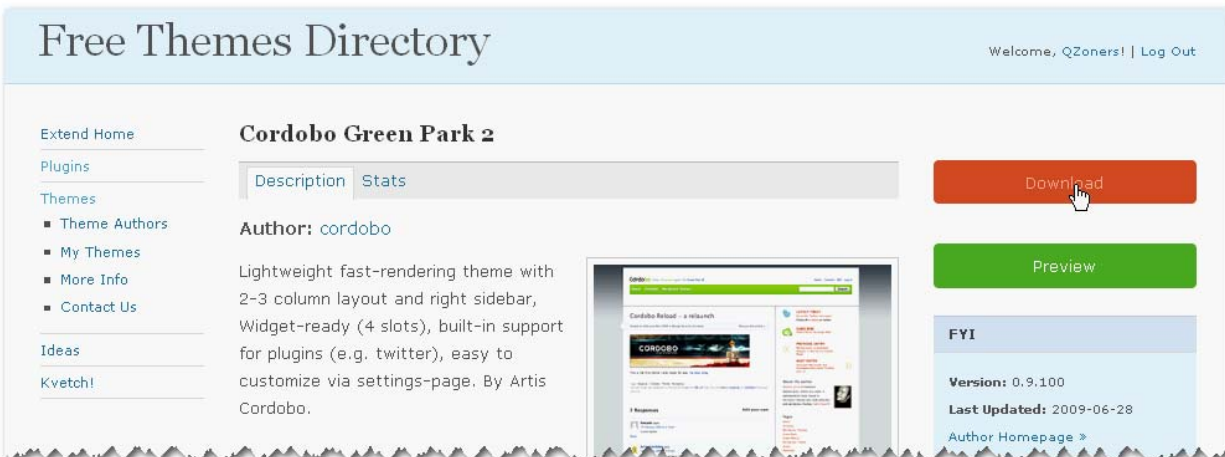 Free Themes Directory
Welcome, QZoners! | Log Out
Extend Home
Plugins
Themes
Theme Authors
My Themes
More Info
Contact Us
Ideas
Kvetch!
Cordobo Green Park 2
Description Stats
Author: cordobo
Lightweight fast-rendering theme with
2-3 column layout and right sidebar,
Widget-ready (4 slots), built-in support
for plugins (e.g. twitter), easy to
customize via settings-page. By Artis
Cordobo.
Cordobo Reload – a relaunch
CORDOBO
Download
Preview
FYI
Version: 0.9.100
Last Updated: 2009-06-28
Author Homepage »